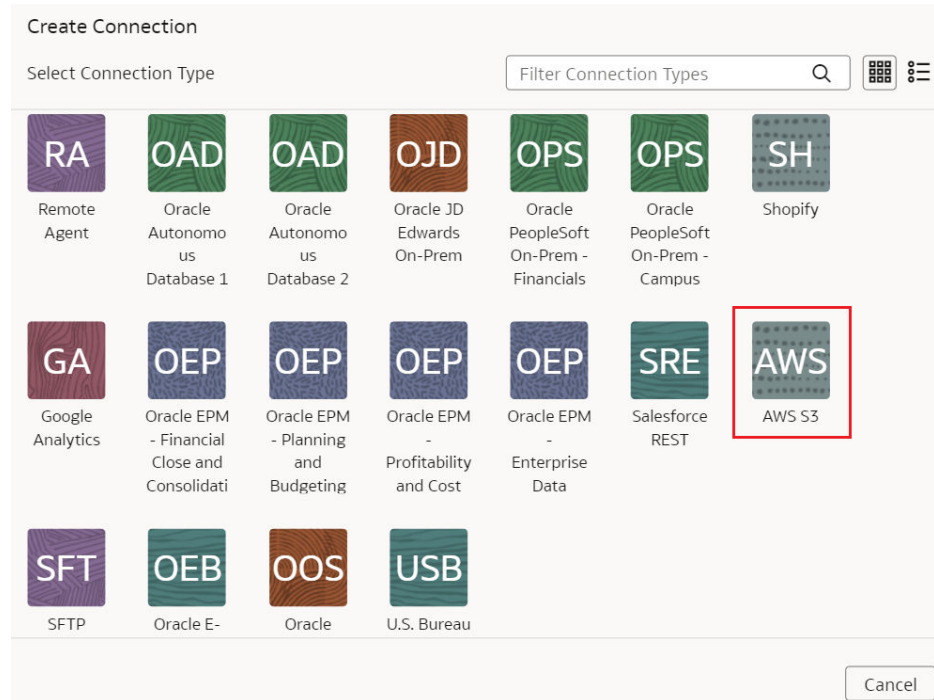 Create Connection
Select Connection Type
Filter Connection Types
RA
OAD
OAD
OJD
OPS
OPS
SH
Remote
Agent
Oracle
Autonomo
us
Database 1
Oracle
Autonomo
us
Database 2
Oracle JD
Edwards
On-Prem
Oracle
PeopleSoft
On-Prem -
Financials
Oracle
PeopleSoft
On-Prem -
Campus
Shopify
GA
OEP
OEP
OEP
OEP
SRE
AWS
Google
Analytics
Oracle EPM
- Financial
Close and
Consolidati
Oracle EPM
- Planning
and
Budgeting
Oracle EPM
-
Profitability
and Cost
Oracle EPM
-
Enterprise
Data
Salesforce
REST
AWS S3
SFT
OEB
OOS
USB
SFTP
Oracle E-
Oracle
U.S. Bureau
Cancel